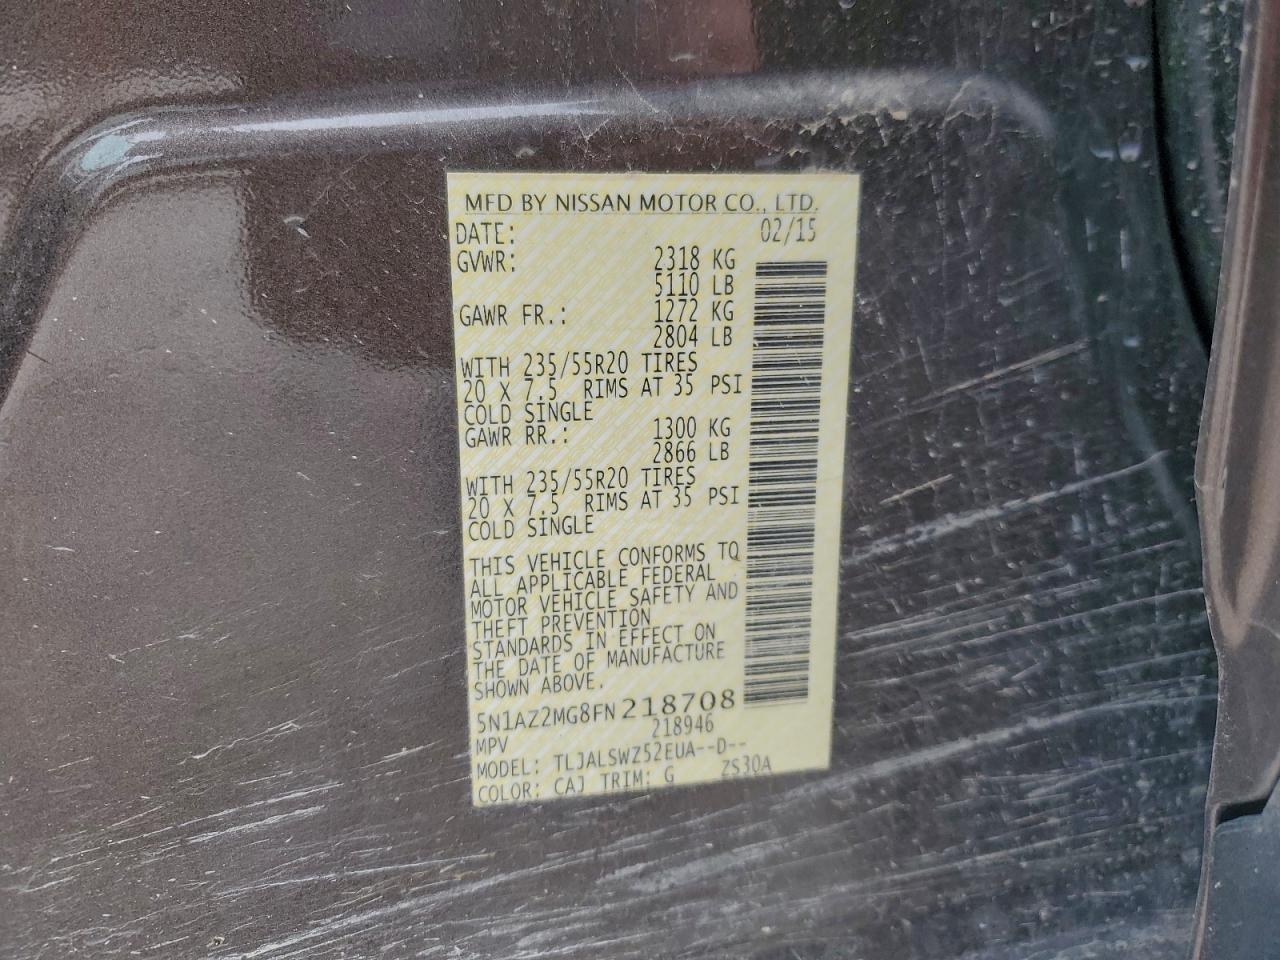 MFD BY NISSAN MOTOR CO., LTD.
DATE: 02/15
GVWR: 2318 KG
5110 LB
GAWR FR.: 1272 KG
2804 LB
WITH 235/55R20 TIRES
20 X 7.5 RIMS AT 35 PSI
COLD SINGLE
GAWR RR.: 1300 KG
2866 LB
WITH 235/55R20 TIRES
20 X 7.5 RIMS AT 35 PSI
COLD SINGLE
THIS VEHICLE CONFORMS TO
ALL APPLICABLE FEDERAL
MOTOR VEHICLE SAFETY AND
THEFT PREVENTION
STANDARDS IN EFFECT ON
THE DATE OF MANUFACTURE
SHOWN ABOVE.
5N1AZ2MG8FN218708
MPV 218946
MODEL: TLJALSWZ52EUA--D--
COLOR: CAJ TRIM: G ZS30A